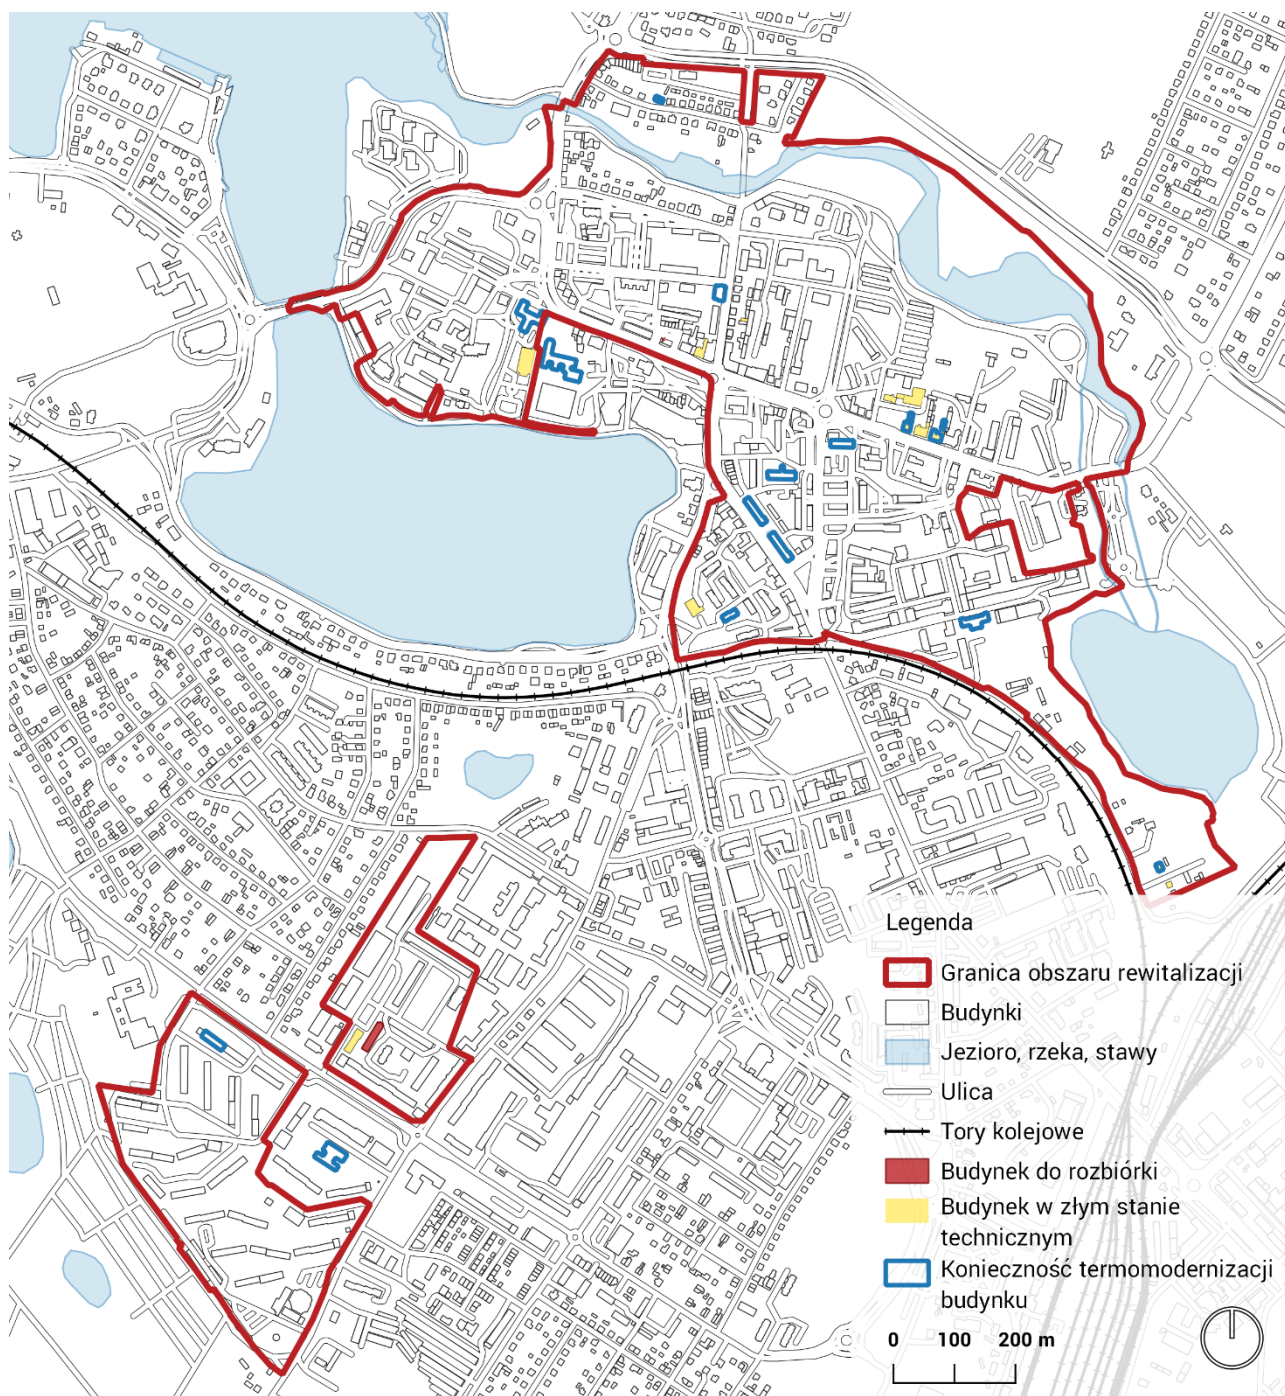 Legenda
Granica obszaru rewitalizacji
Budynki
Jezioro, rzeka, stawy
Ulica
Tory kolejowe
Budynek do rozbiórki
Budynek w złym stanie
technicznym
Konieczność termomodernizacji
budynku
0 100 200 m